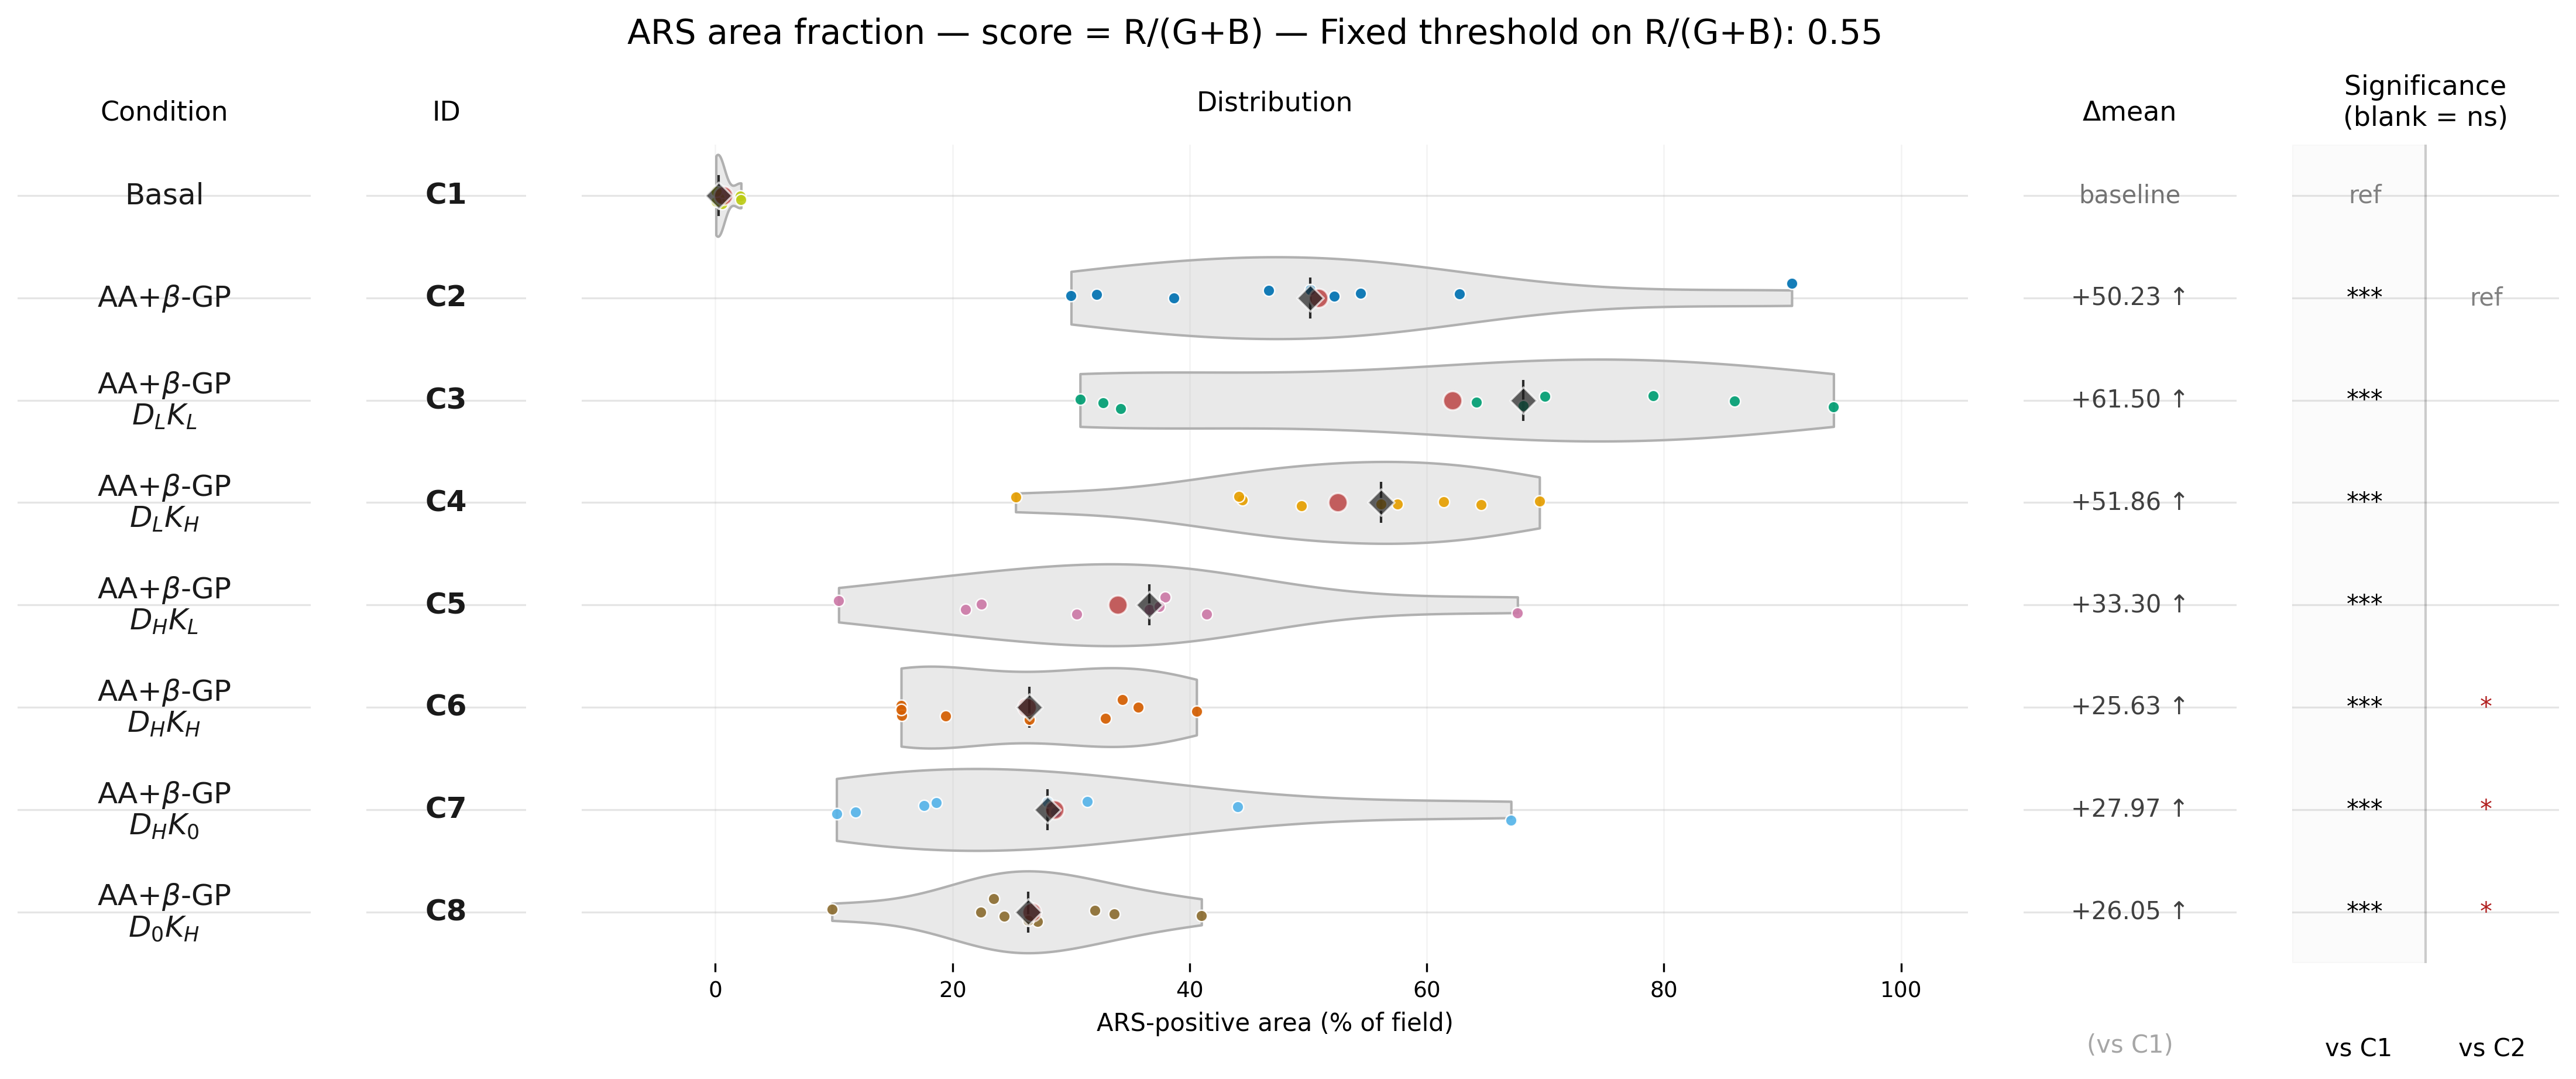 ARS area fraction — score = R/(G+B) — Fixed threshold on R/(G+B): 0.55
Condition ID Distribution Δmean Significance
(blank = ns)
Basal C1 baseline ref
AA+β-GP C2 +50.23 ↑ *** ref
AA+β-GP
D_LK_L C3 +61.50 ↑ ***
AA+β-GP
D_LK_H C4 +51.86 ↑ ***
AA+β-GP
D_HK_L C5 +33.30 ↑ ***
AA+β-GP
D_HK_H C6 +25.63 ↑ *** *
AA+β-GP
D_HK_0 C7 +27.97 ↑ *** *
AA+β-GP
D_0K_H C8 +26.05 ↑ *** *
0 20 40 60 80 100
ARS-positive area (% of field)
(vs C1) vs C1 vs C2